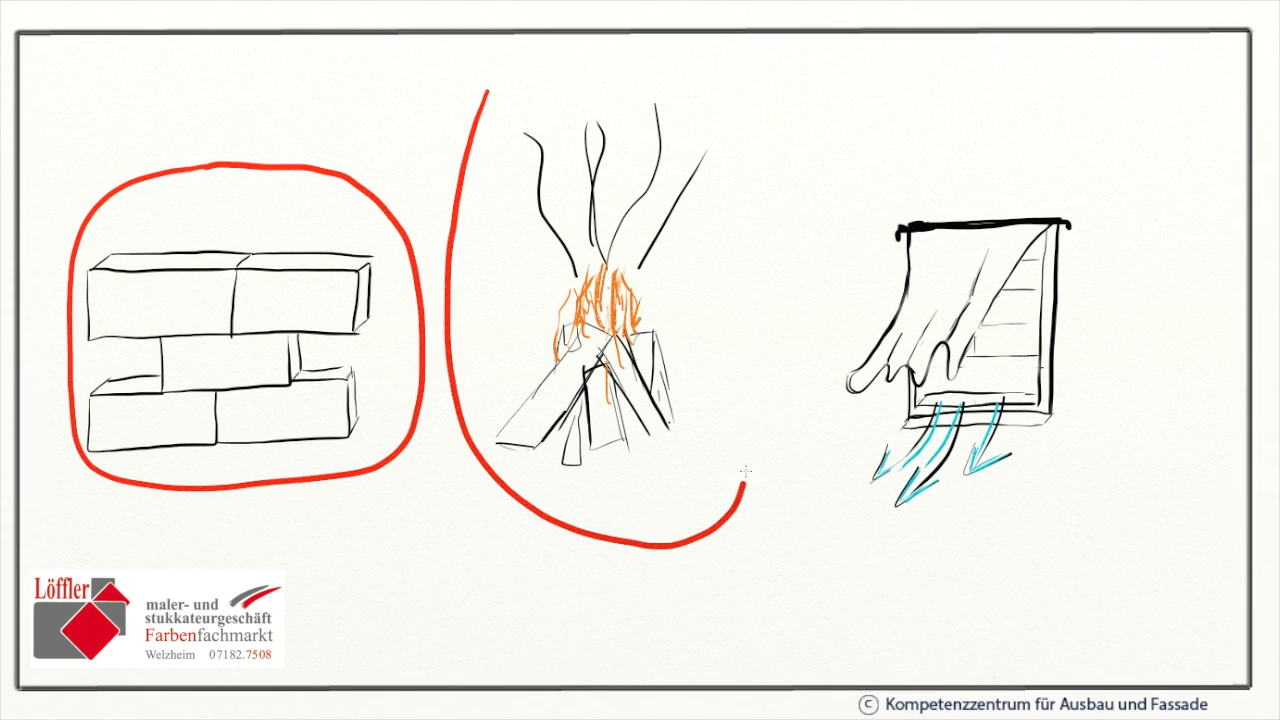 Löffler
maler- und
stukkateurgeschäft
Farbenfachmarkt
Welzheim 07182.7508
© Kompetenzzentrum für Ausbau und Fassade